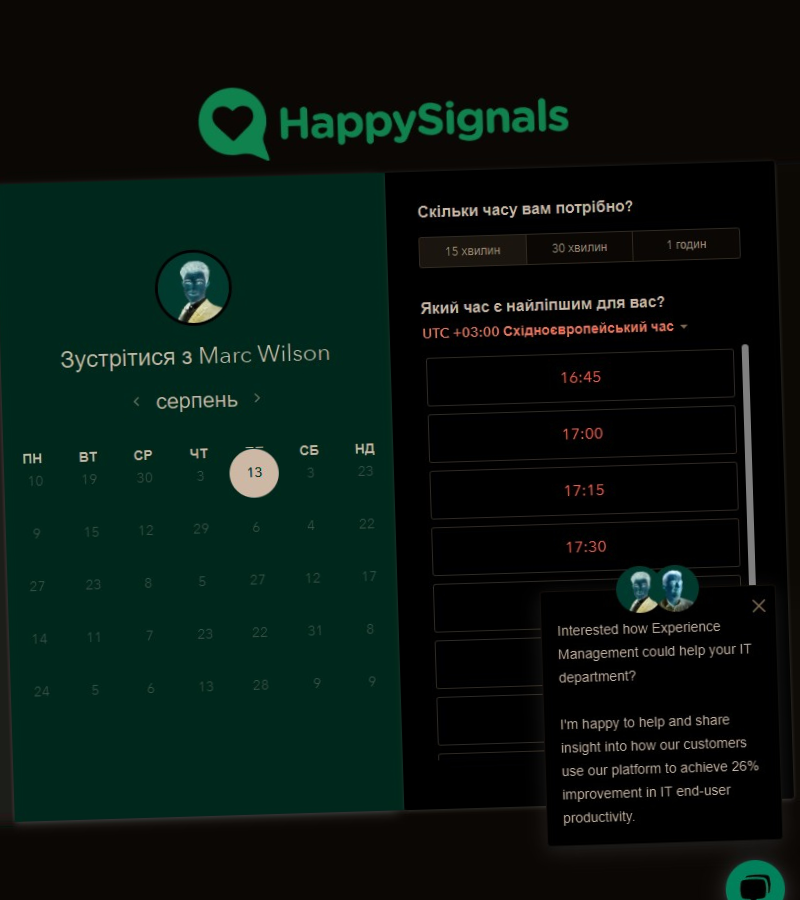 HappySignals
Зустрітися з Marc Wilson
серпень
ПН ВТ СР ЧТ СБ НД
10 19 30 3 13 3 23
9 15 12 29 6 4 22
27 23 8 5 27 12 17
14 11 7 23 22 31 8
24 5 6 13 28 9 9
Скільки часу вам потрібно?
15 хвилин 30 хвилин 1 годин
Який час є найліпшим для вас?
UTC +03:00 Східноєвропейський час
16:45
17:00
17:15
17:30
Interested how Experience
Management could help your IT
department?
I'm happy to help and share
insight into how our customers
use our platform to achieve 26%
improvement in IT end-user
productivity.